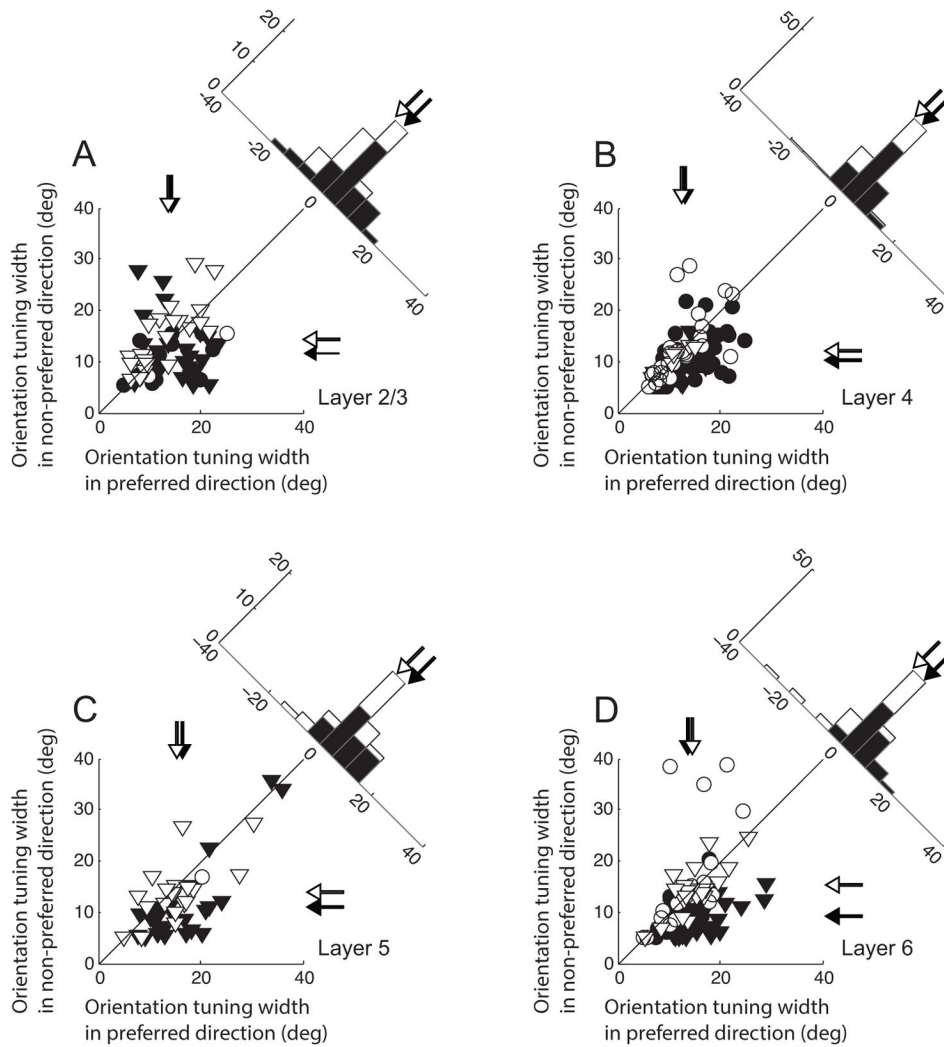 A
Orientation tuning width
in non-preferred direction (deg)
40
30
20
10
0
0
20
40
Orientation tuning width
in preferred direction (deg)
Layer 2/3
0
10
20
-40
-20
0
20
40
B
Orientation tuning width
in non-preferred direction (deg)
40
30
20
10
0
0
20
40
Orientation tuning width
in preferred direction (deg)
Layer 4
0
50
-40
-20
0
20
40
C
Orientation tuning width
in non-preferred direction (deg)
40
30
20
10
0
0
20
40
Orientation tuning width
in preferred direction (deg)
Layer 5
0
10
20
-40
-20
0
20
40
D
Orientation tuning width
in non-preferred direction (deg)
40
30
20
10
0
0
20
40
Orientation tuning width
in preferred direction (deg)
Layer 6
0
50
-40
-20
0
20
40